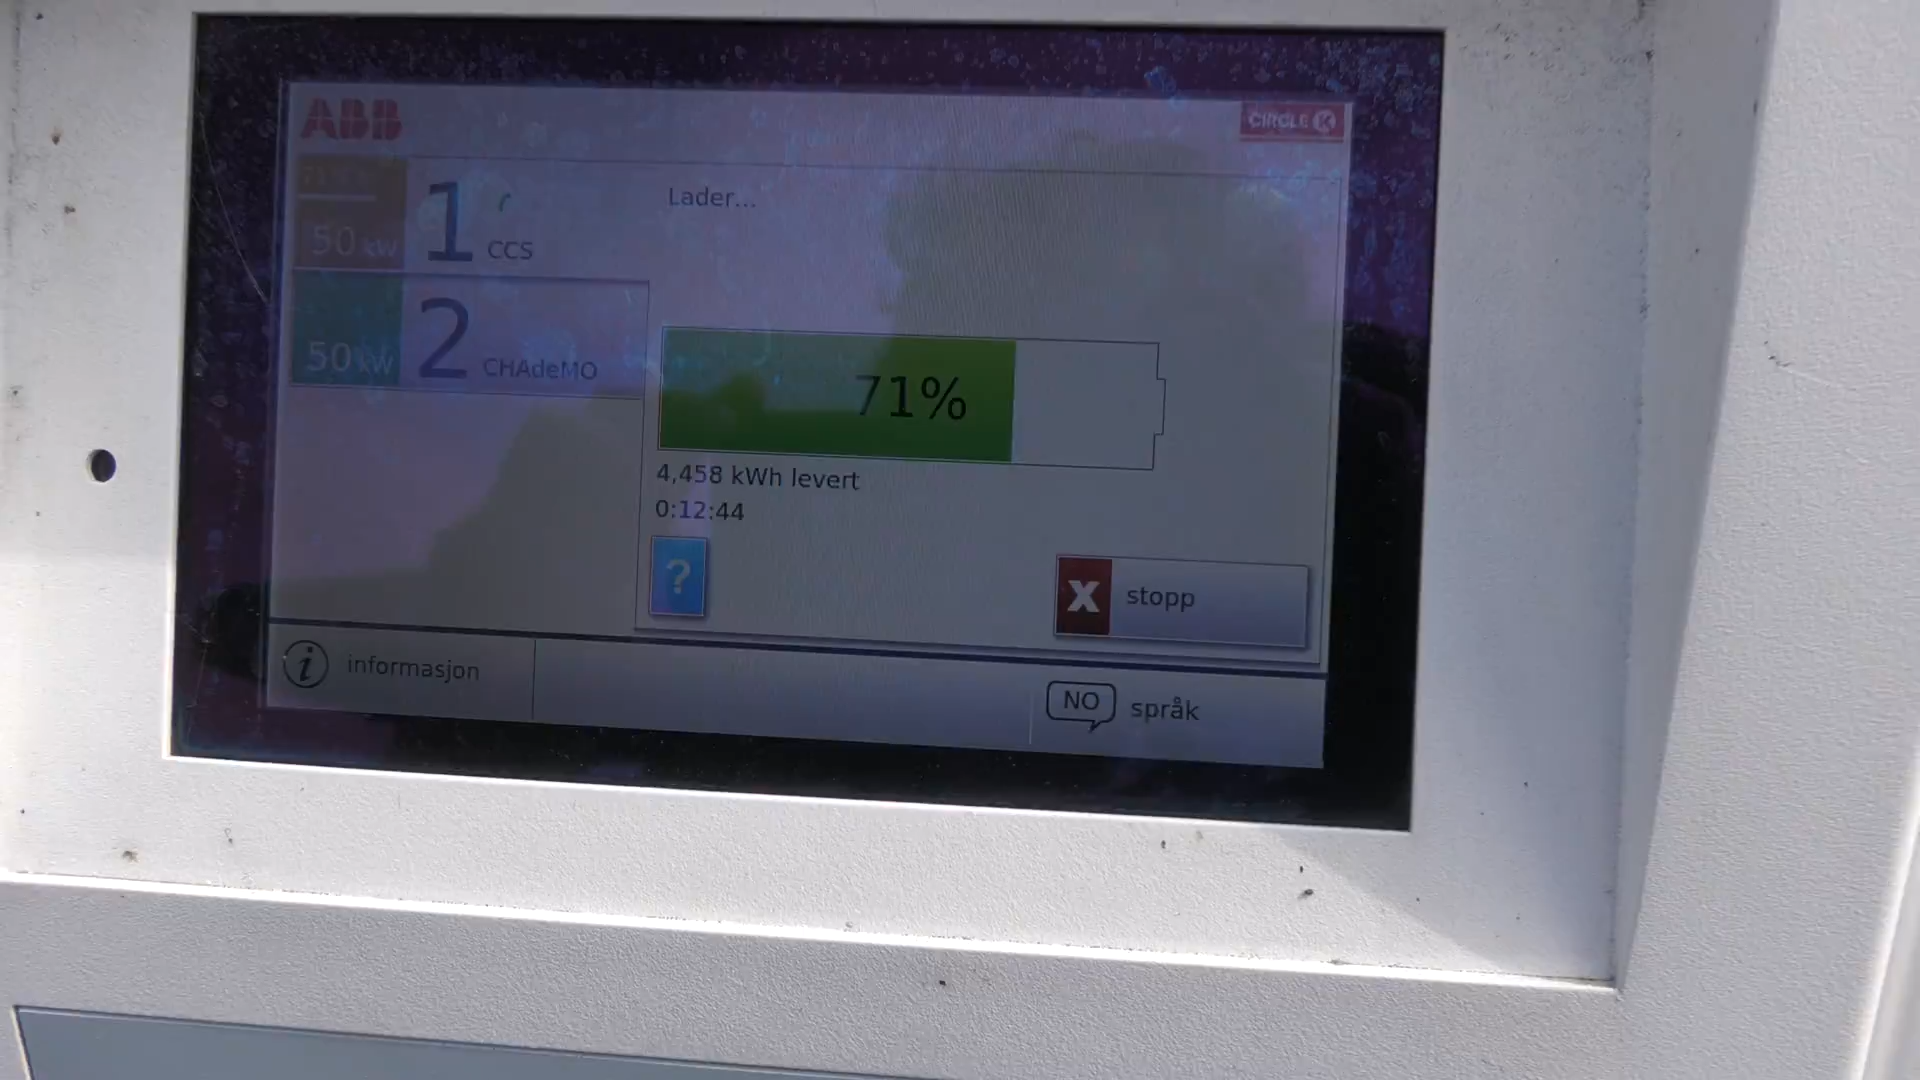 ABB
CIRCLE K
50 kW
1
CCS
50 kW
2
CHAdeMO
Lader...
71%
4,458 kWh levert
0:12:44
?
X stopp
i informasjon
NO språk